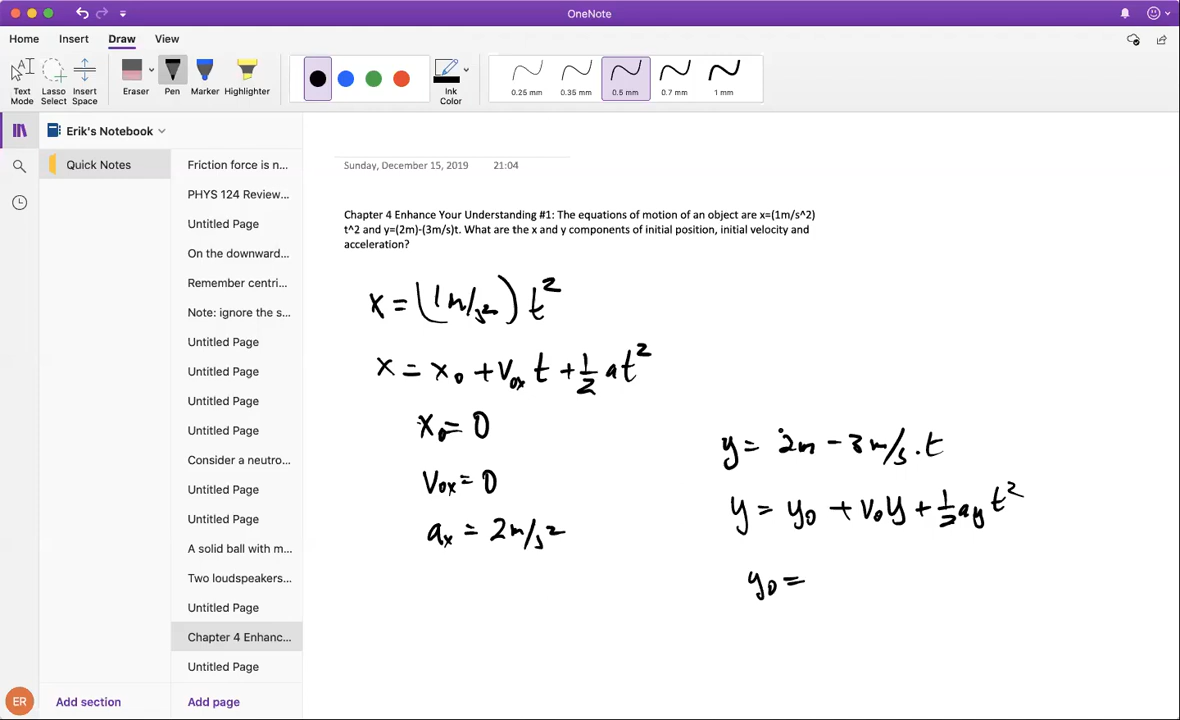 OneNote
Home Insert Draw View
Text Mode Lasso Select Insert Space Eraser Pen Marker Highlighter Ink Color 0.25 mm 0.35 mm 0.5 mm 0.7 mm 1 mm
Erik's Notebook
Quick Notes
Friction force is n...
PHYS 124 Review...
Untitled Page
On the downward...
Remember centri...
Note: ignore the s...
Untitled Page
Untitled Page
Untitled Page
Untitled Page
Consider a neutro...
Untitled Page
Untitled Page
A solid ball with m...
Two loudspeakers...
Untitled Page
Chapter 4 Enhanc...
Untitled Page
ER Add section Add page
Sunday, December 15, 2019 21:04
Chapter 4 Enhance Your Understanding #1: The equations of motion of an object are x=(1m/s^2)
t^2 and y=(2m)-(3m/s)t. What are the x and y components of initial position, initial velocity and
acceleration?
x = (1m/s²) t²
x = x₀ + v₀ₓ t + 1/2 at²
x₀ = 0
v₀ₓ = 0
aₓ = 2m/s²
y = 2m - 3m/s · t
y = y₀ + v₀y + 1/2 a_y t²
y₀ =